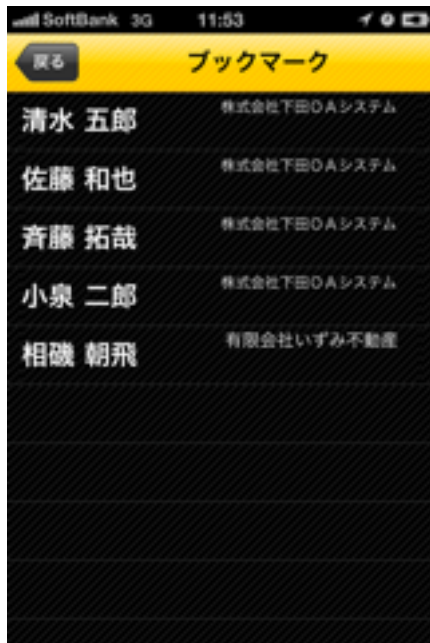 SoftBank 3G 11:53
戻る
ブックマーク
清水 五郎
株式会社下田OAシステム
佐藤 和也
株式会社下田OAシステム
斉藤 拓哉
株式会社下田OAシステム
小泉 二郎
株式会社下田OAシステム
相磯 朝飛
有限会社いずみ不動産